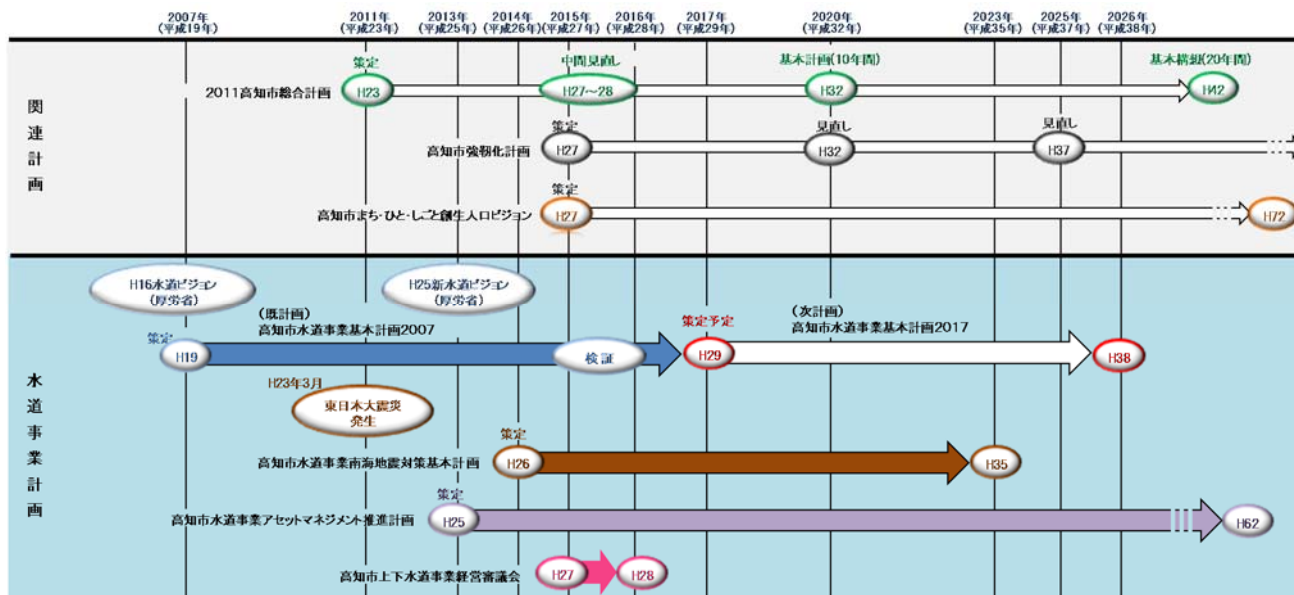 2007年 2011年 2013年 2014年 2015年 2016年 2017年 2020年 2023年 2025年 2026年
(平成19年) (平成23年) (平成25年) (平成26年) (平成27年) (平成28年) (平成29年) (平成32年) (平成35年) (平成37年) (平成38年)
関連計画
策定 中間見直し 基本計画(10年間) 基本構想(20年間)
2011高知市総合計画 H23 H27～28 H32 H42
策定 見直し 見直し
高知市強靱化計画 H27 H32 H37
策定
高知市まち・ひと・しごと創生人口ビジョン H27 H72
水道事業計画
H16水道ビジョン
(厚労省)
H25新水道ビジョン
(厚労省)
(既計画)
高知市水道事業基本計画2007
(次計画)
高知市水道事業基本計画2017
策定 策定予定
H19 検証 H29 H38
H23年3月
東日本大震災
発生
策定
高知市水道事業南海地震対策基本計画 H26 H35
策定
高知市水道事業アセットマネジメント推進計画 H25 H62
高知市上下水道事業経営審議会 H27 H28